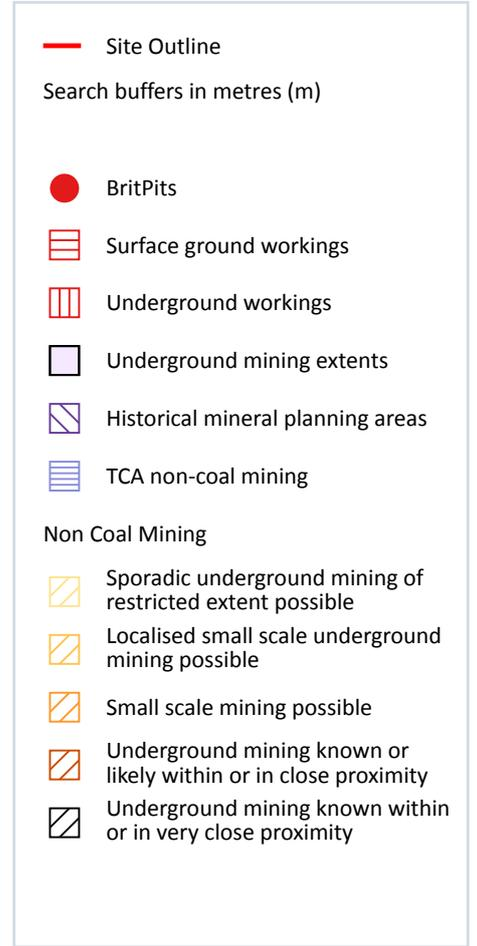 Site Outline
Search buffers in metres (m)
BritPits
Surface ground workings
Underground workings
Underground mining extents
Historical mineral planning areas
TCA non-coal mining
Non Coal Mining
Sporadic underground mining of
restricted extent possible
Localised small scale underground
mining possible
Small scale mining possible
Underground mining known or
likely within or in close proximity
Underground mining known within
or in very close proximity